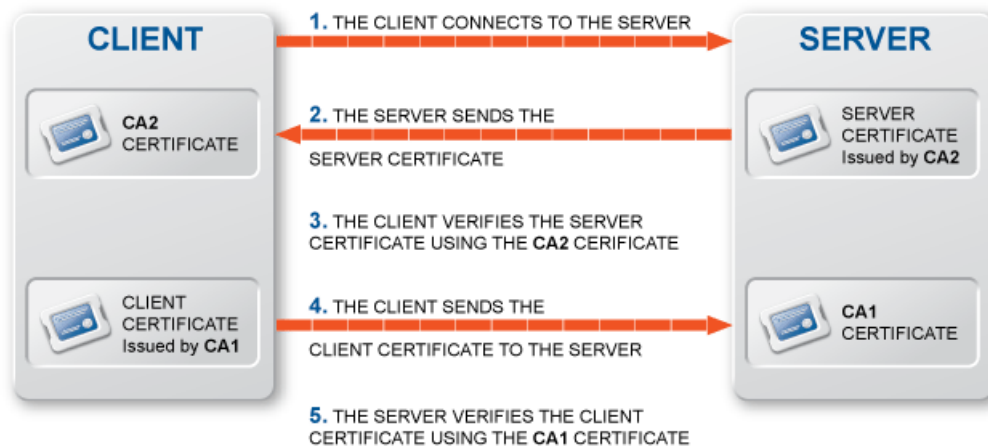 CLIENT
CA2
CERTIFICATE
CLIENT
CERTIFICATE
Issued by CA1
1. THE CLIENT CONNECTS TO THE SERVER
2. THE SERVER SENDS THE
SERVER CERTIFICATE
3. THE CLIENT VERIFIES THE SERVER
CERTIFICATE USING THE CA2 CERIFICATE
4. THE CLIENT SENDS THE
CLIENT CERTIFICATE TO THE SERVER
5. THE SERVER VERIFIES THE CLIENT
CERTIFICATE USING THE CA1 CERTIFICATE
SERVER
SERVER
CERTIFICATE
Issued by CA2
CA1
CERTIFICATE